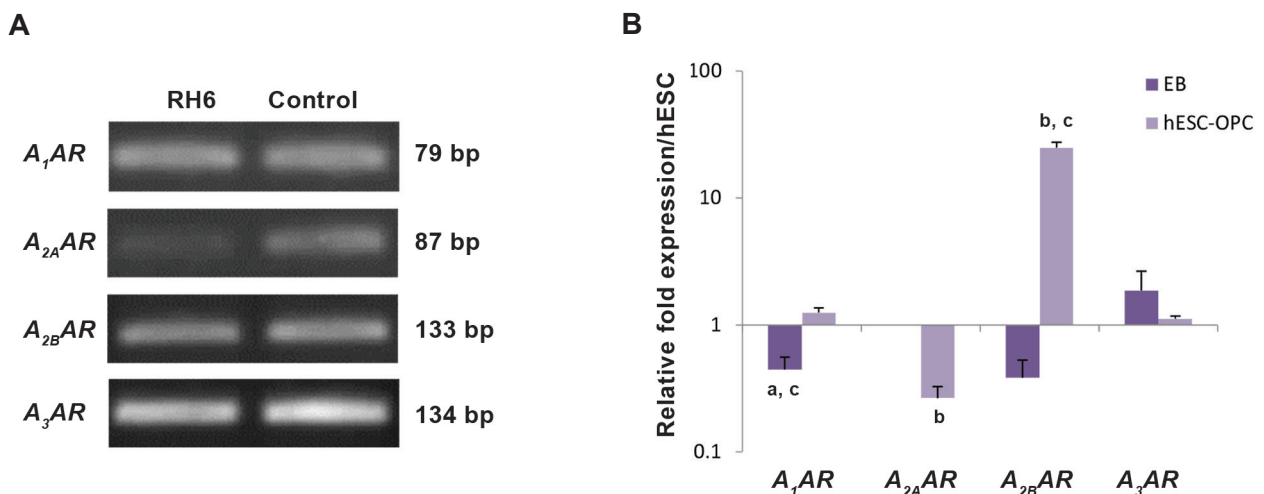 A
RH6 Control
A1AR 79 bp
A2AAR 87 bp
A2BAR 133 bp
A3AR 134 bp
B
Relative fold expression/hESC
100
10
1
0.1
EB
hESC-OPC
a, c
b
b, c
A1AR A2AAR A2BAR A3AR